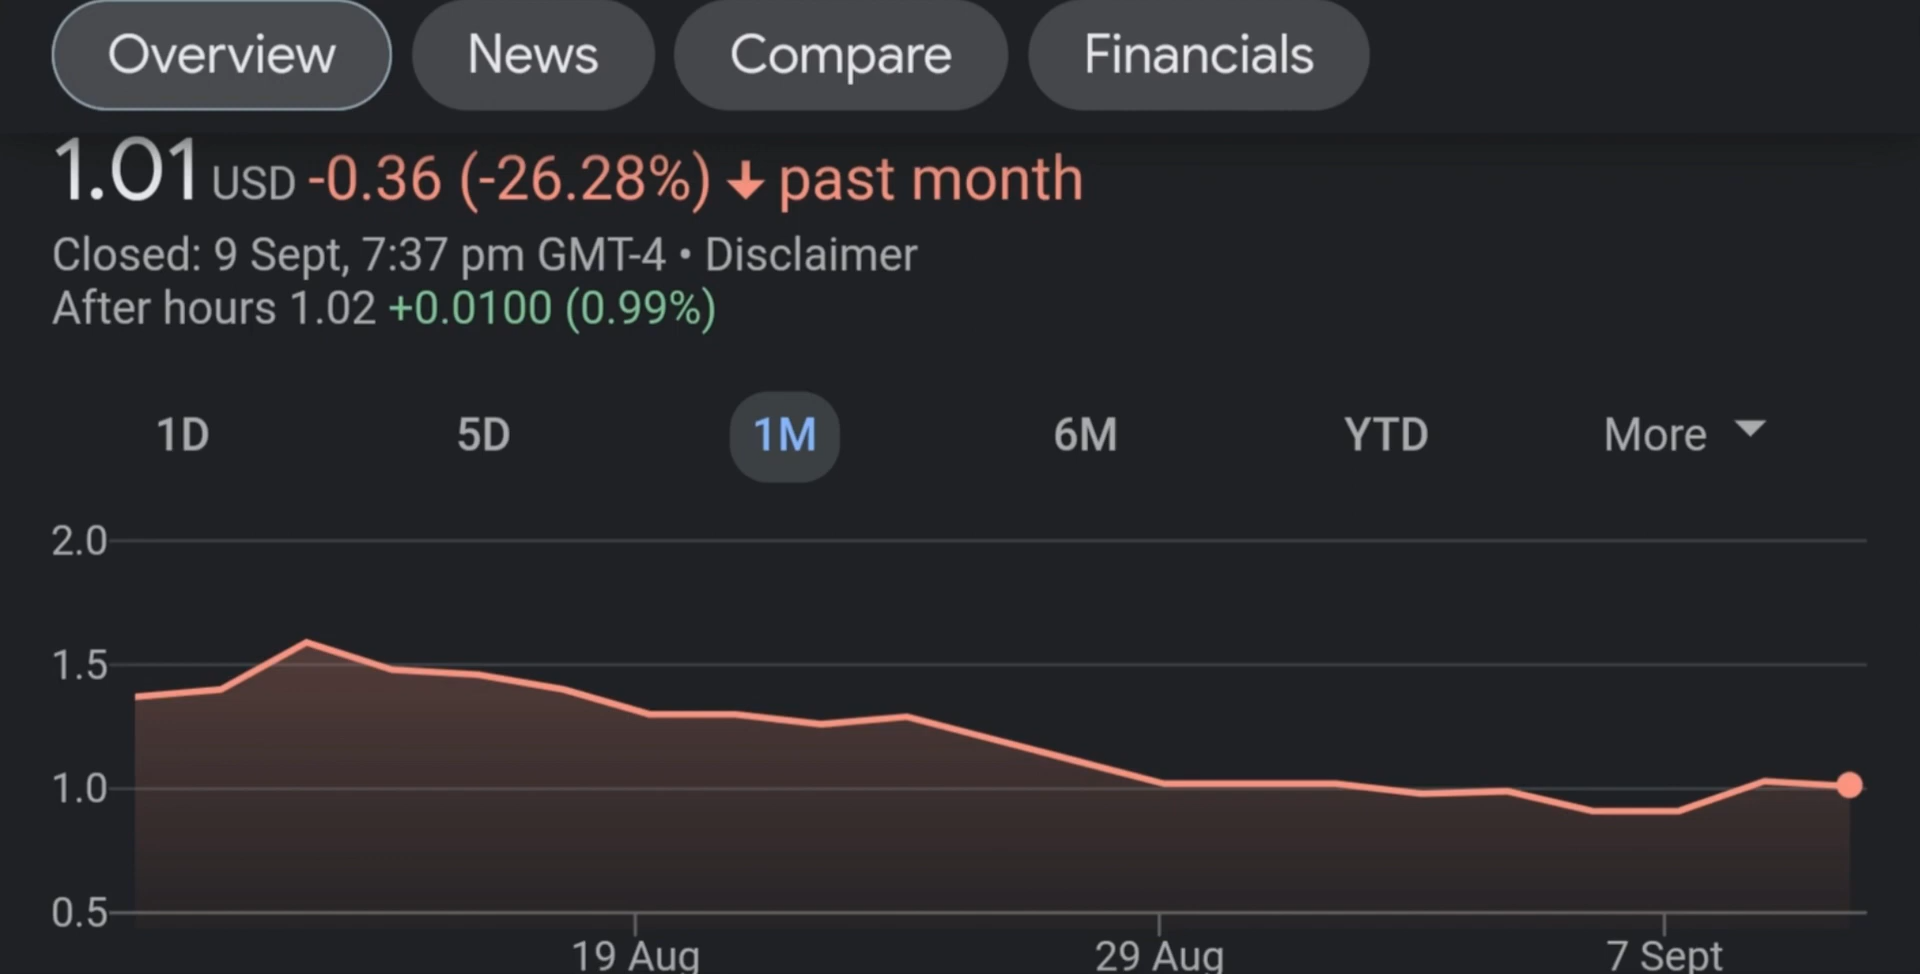 Overview News Compare Financials
1.01 USD -0.36 (-26.28%) ↓ past month
Closed: 9 Sept, 7:37 pm GMT-4 • Disclaimer
After hours 1.02 +0.0100 (0.99%)
1D 5D 1M 6M YTD More
2.0
1.5
1.0
0.5
19 Aug 29 Aug 7 Sept